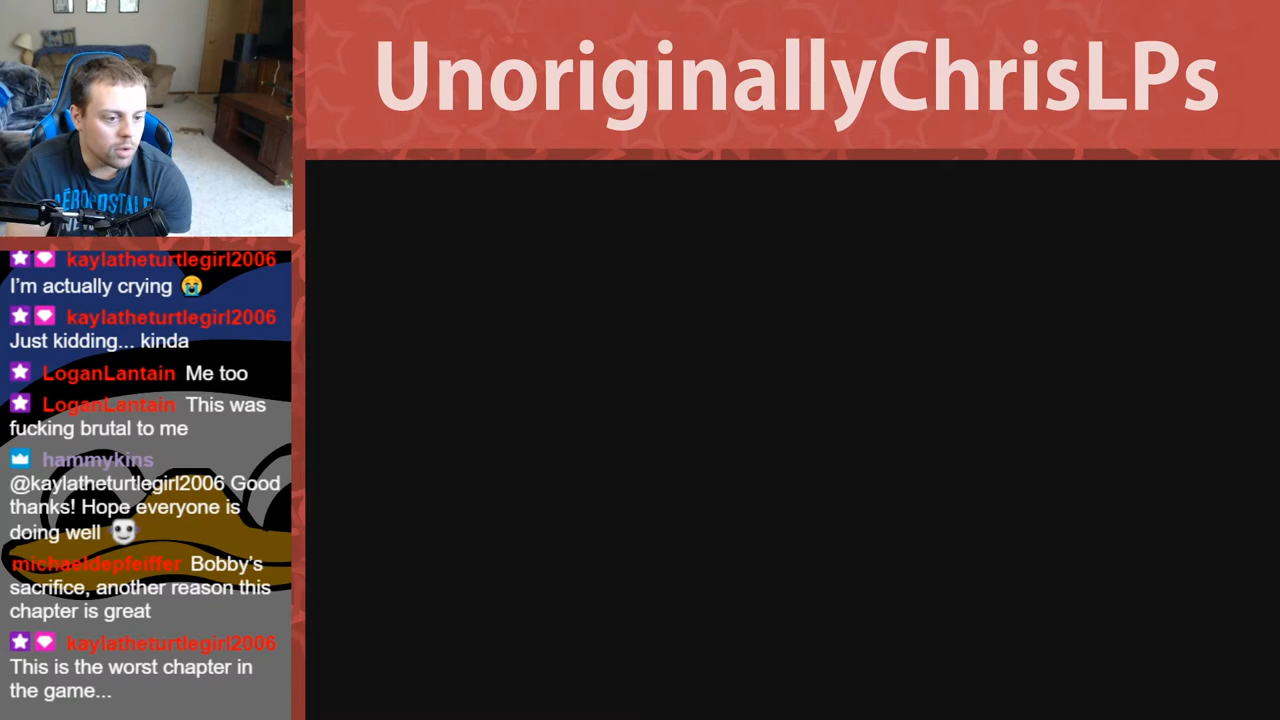 UnoriginallyChrisLPs
AÉROPOSTALE
NEW
kaylatheturtlegirl2006
I'm actually crying 😭
kaylatheturtlegirl2006
Just kidding... kinda
LoganLantain Me too
LoganLantain This was
fucking brutal to me
hammykins
@kaylatheturtlegirl2006 Good
thanks! Hope everyone is
doing well
michaeldepfeiffer Bobby's
sacrifice, another reason this
chapter is great
kaylatheturtlegirl2006
This is the worst chapter in
the game...